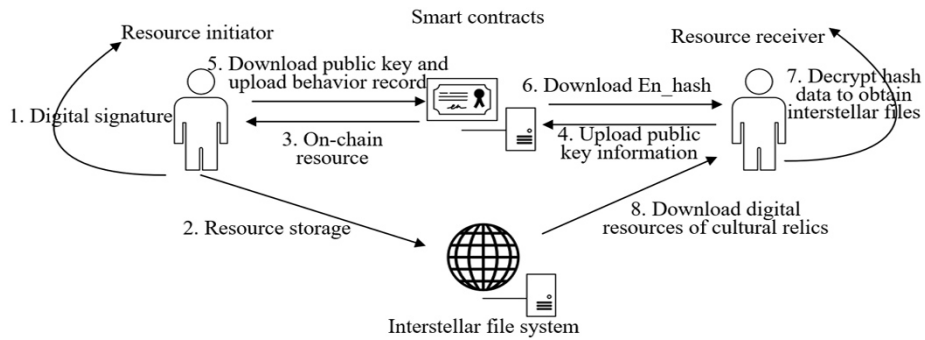 Smart contracts
Resource initiator
Resource receiver
5. Download public key and
upload behavior record
1. Digital signature
3. On-chain
resource
6. Download En_hash
4. Upload public
key information
7. Decrypt hash
data to obtain
interstellar files
2. Resource storage
8. Download digital
resources of cultural relics
Interstellar file system